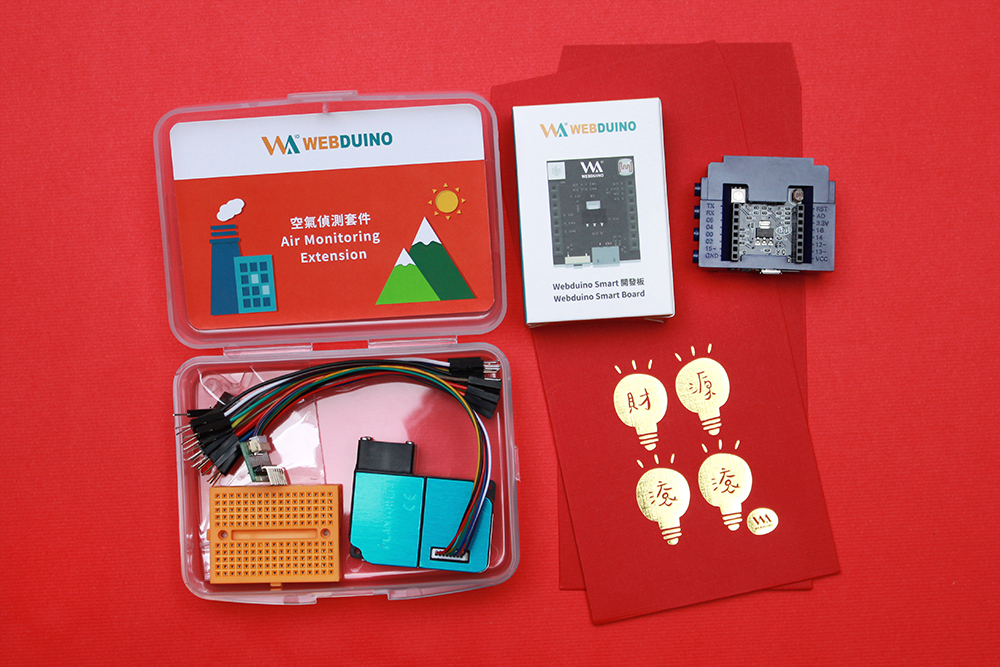 WEBDUINO
空氣偵測套件
Air Monitoring
Extension
WEBDUINO
WEBDUINO
Webduino Smart 開發板
Webduino Smart Board
TX
RX
05
04
00
02
15+
GND
RST
AD
3.3V
16
14
12~
13~
VCC
財源
滾滾
CE